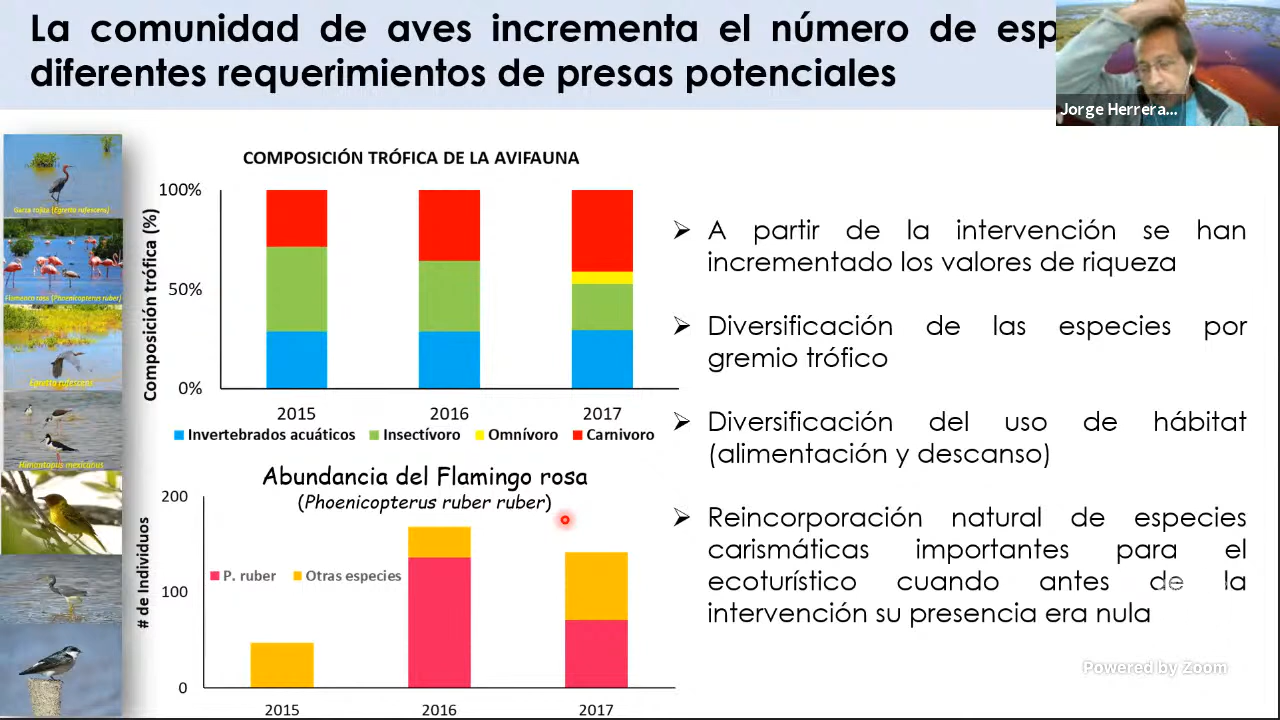 La comunidad de aves incrementa el número de esp
diferentes requerimientos de presas potenciales
Jorge Herrera...
Garza rojiza (Egretta rufescens)
Flamenco rosa (Phoenicopterus ruber)
Egretta rufescens
Himantopus mexicanus
COMPOSICIÓN TRÓFICA DE LA AVIFAUNA
Composición trófica (%)
100%
50%
0%
2015 2016 2017
Invertebrados acuáticos Insectívoro Omnívoro Carnivoro
Abundancia del Flamingo rosa
(Phoenicopterus ruber ruber)
# de Individuos
200
100
0
P. ruber Otras especies
2015 2016 2017
A partir de la intervención se han
incrementado los valores de riqueza
Diversificación de las especies por
gremio trófico
Diversificación del uso de hábitat
(alimentación y descanso)
Reincorporación natural de especies
carismáticas importantes para el
ecoturístico cuando antes de la
intervención su presencia era nula
Powered by Zoom